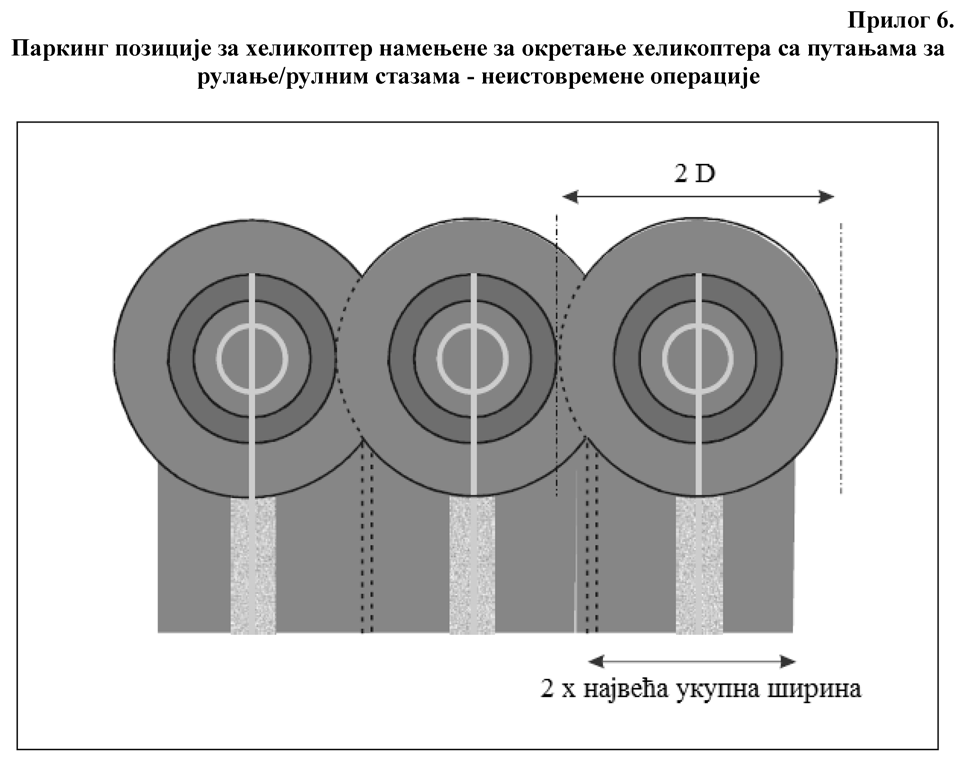 Прилог 6.
Паркинг позиције за хеликоптер намењене за окретање хеликоптера са путањама за
рулање/рулним стазама - неистовремене операције
2 D
2 x највећа укупна ширина